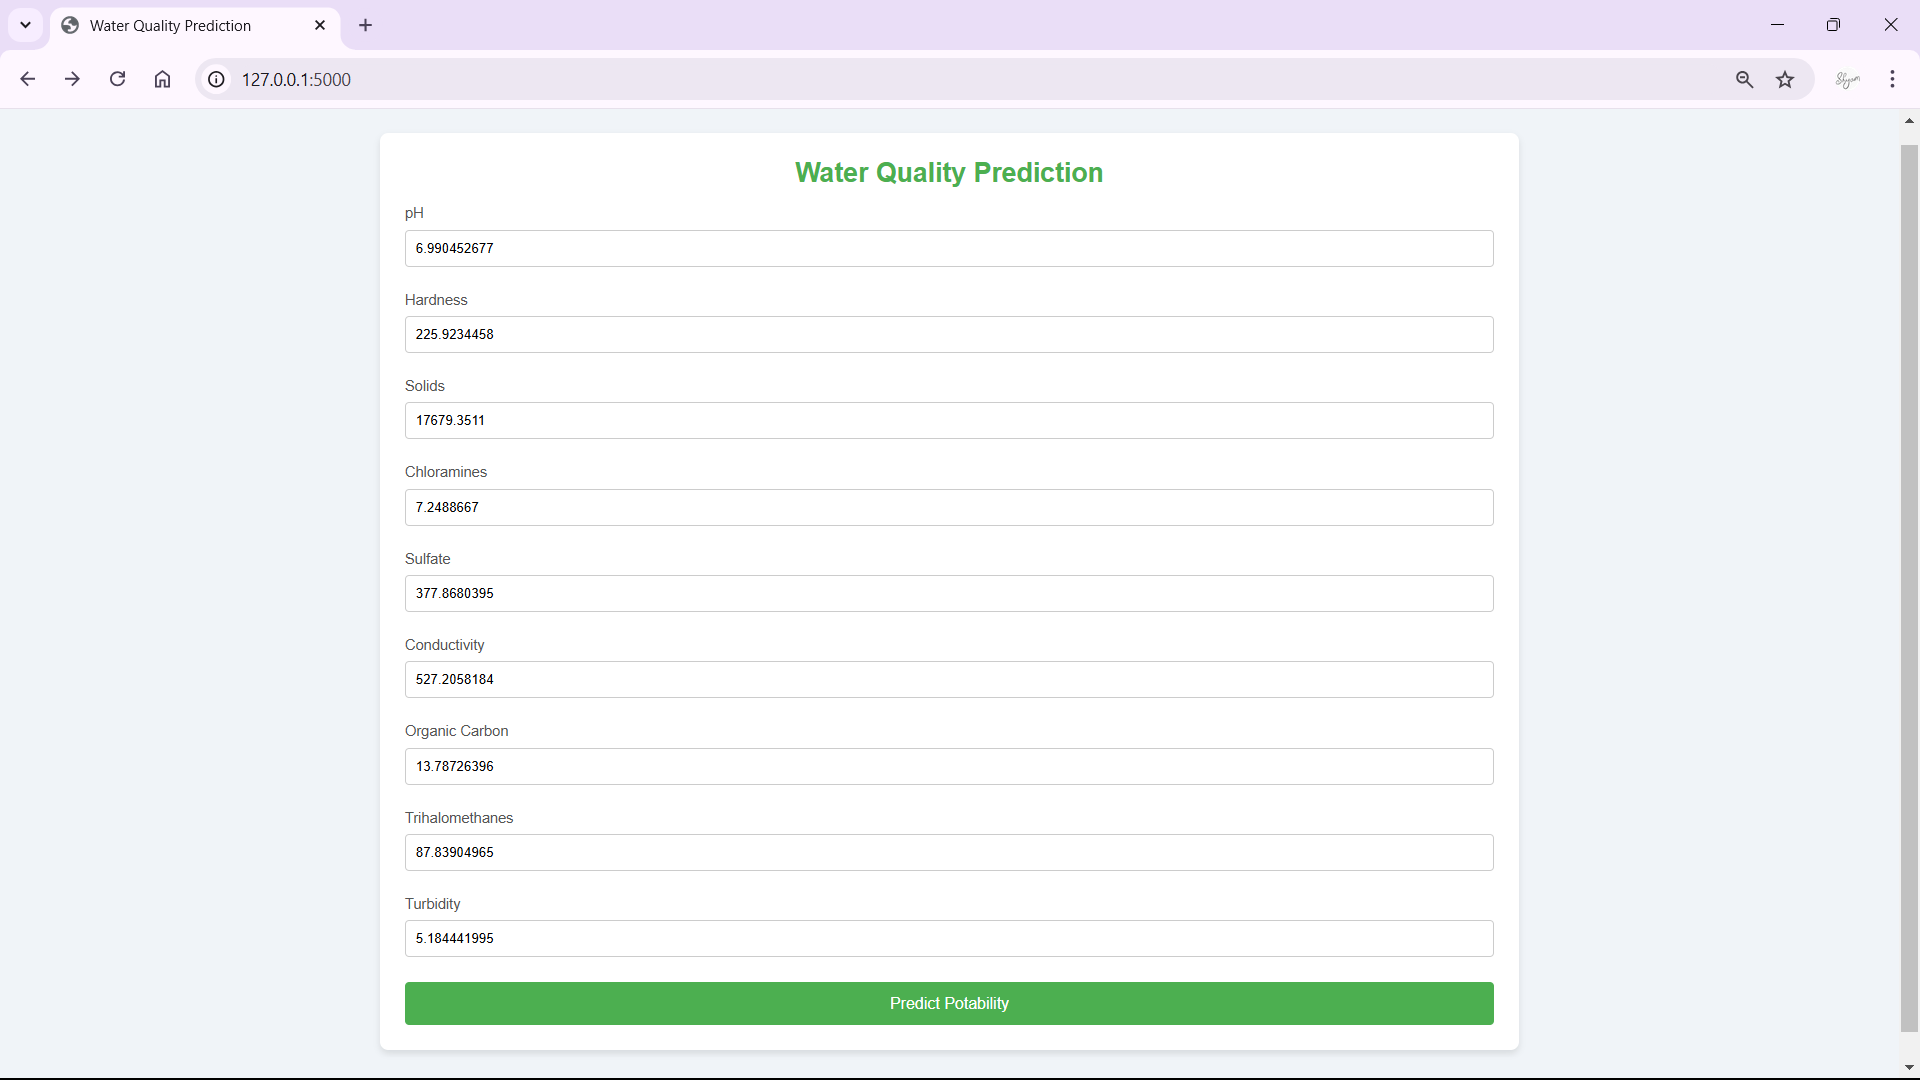 Water Quality Prediction
127.0.0.1:5000
Shyam
Water Quality Prediction
pH
6.990452677
Hardness
225.9234458
Solids
17679.3511
Chloramines
7.2488667
Sulfate
377.8680395
Conductivity
527.2058184
Organic Carbon
13.78726396
Trihalomethanes
87.83904965
Turbidity
5.184441995
Predict Potability